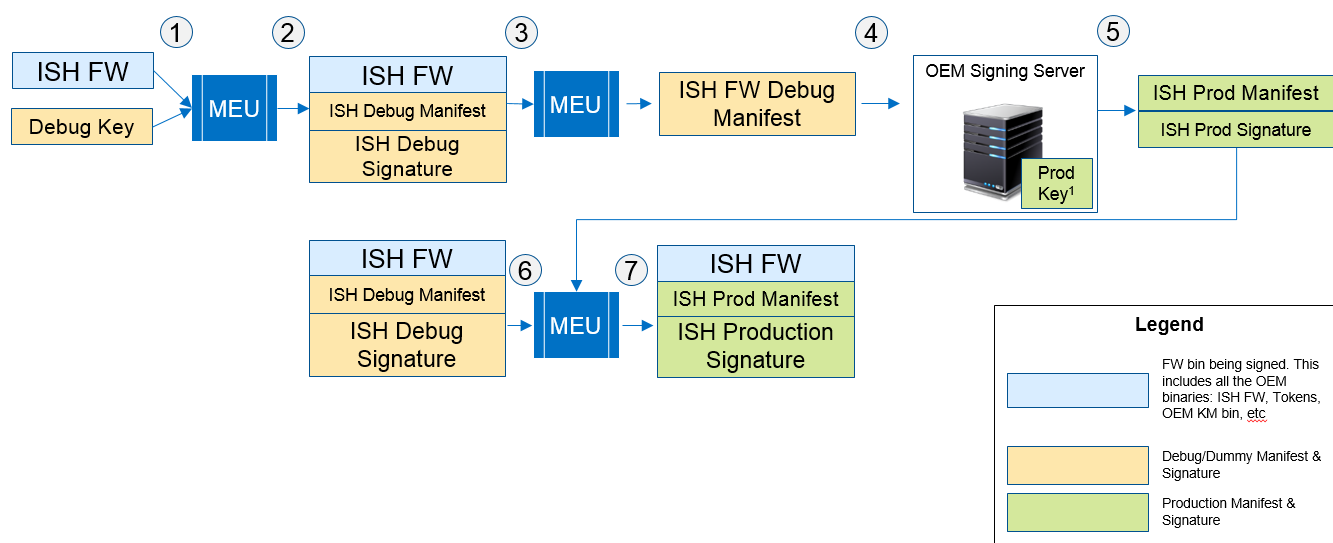 1
2
3
4
5
ISH FW
Debug Key
MEU
ISH FW
ISH Debug Manifest
ISH Debug
Signature
MEU
ISH FW Debug
Manifest
OEM Signing Server
Prod
Key¹
ISH Prod Manifest
ISH Prod Signature
ISH FW
ISH Debug Manifest
ISH Debug
Signature
6
MEU
7
ISH FW
ISH Prod Manifest
ISH Production
Signature
Legend
FW bin being signed. This
includes all the OEM
binaries: ISH FW, Tokens,
OEM KM bin, etc
Debug/Dummy Manifest &
Signature
Production Manifest &
Signature